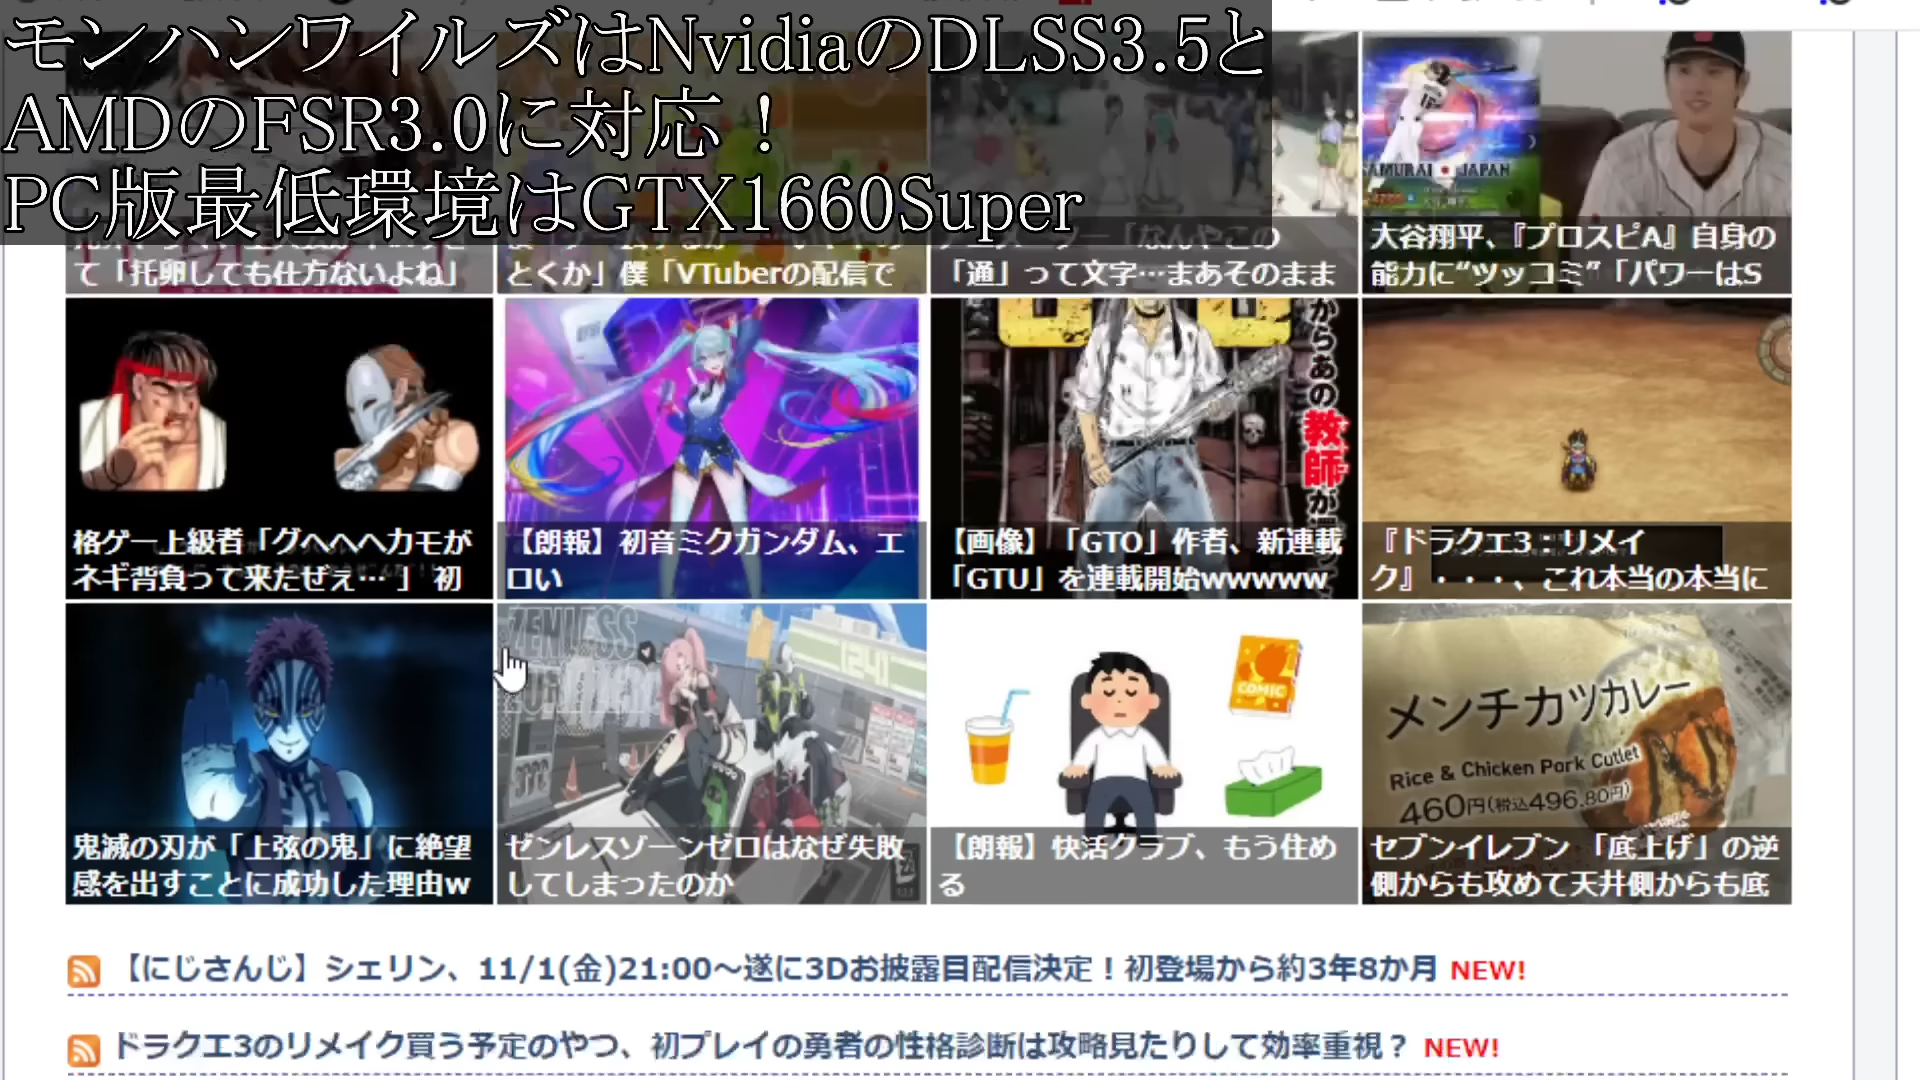 モンハンワイルズはNvidiaのDLSS3.5と
AMDのFSR3.0に対応！
PC版最低環境はGTX1660Super
て「托卵しても仕方ないよね」
とくか」僕「VTuberの配信で
「なんやこの
「通」って文字…まあそのまま
SAMURAI JAPAN
大谷翔平、『プロスピA』自身の
能力に“ツッコミ”「パワーはS
格ゲー上級者「グヘヘヘカモが
ネギ背負って来たぜぇ…」 初
【朗報】初音ミクガンダム、エ
ロい
からあの教師が
【画像】「GTO」作者、新連載
「GTU」を連載開始wwwww
『ドラクエ3：リメイ
ク』・・・、これ本当の本当に
鬼滅の刃が「上弦の鬼」に絶望
感を出すことに成功した理由w
ZENLESS
ゼンレスゾーンゼロはなぜ失敗
してしまったのか
COMIC
【朗報】快活クラブ、もう住め
る
メンチカツカレー
Rice & Chicken Pork Cutlet
460円(税込496.80円)
セブンイレブン「底上げ」の逆
側からも攻めて天井側からも底
【にじさんじ】シェリン、11/1(金)21:00～遂に3Dお披露目配信決定！初登場から約3年8か月 NEW!
ドラクエ3のリメイク買う予定のやつ、初プレイの勇者の性格診断は攻略見たりして効率重視？ NEW!